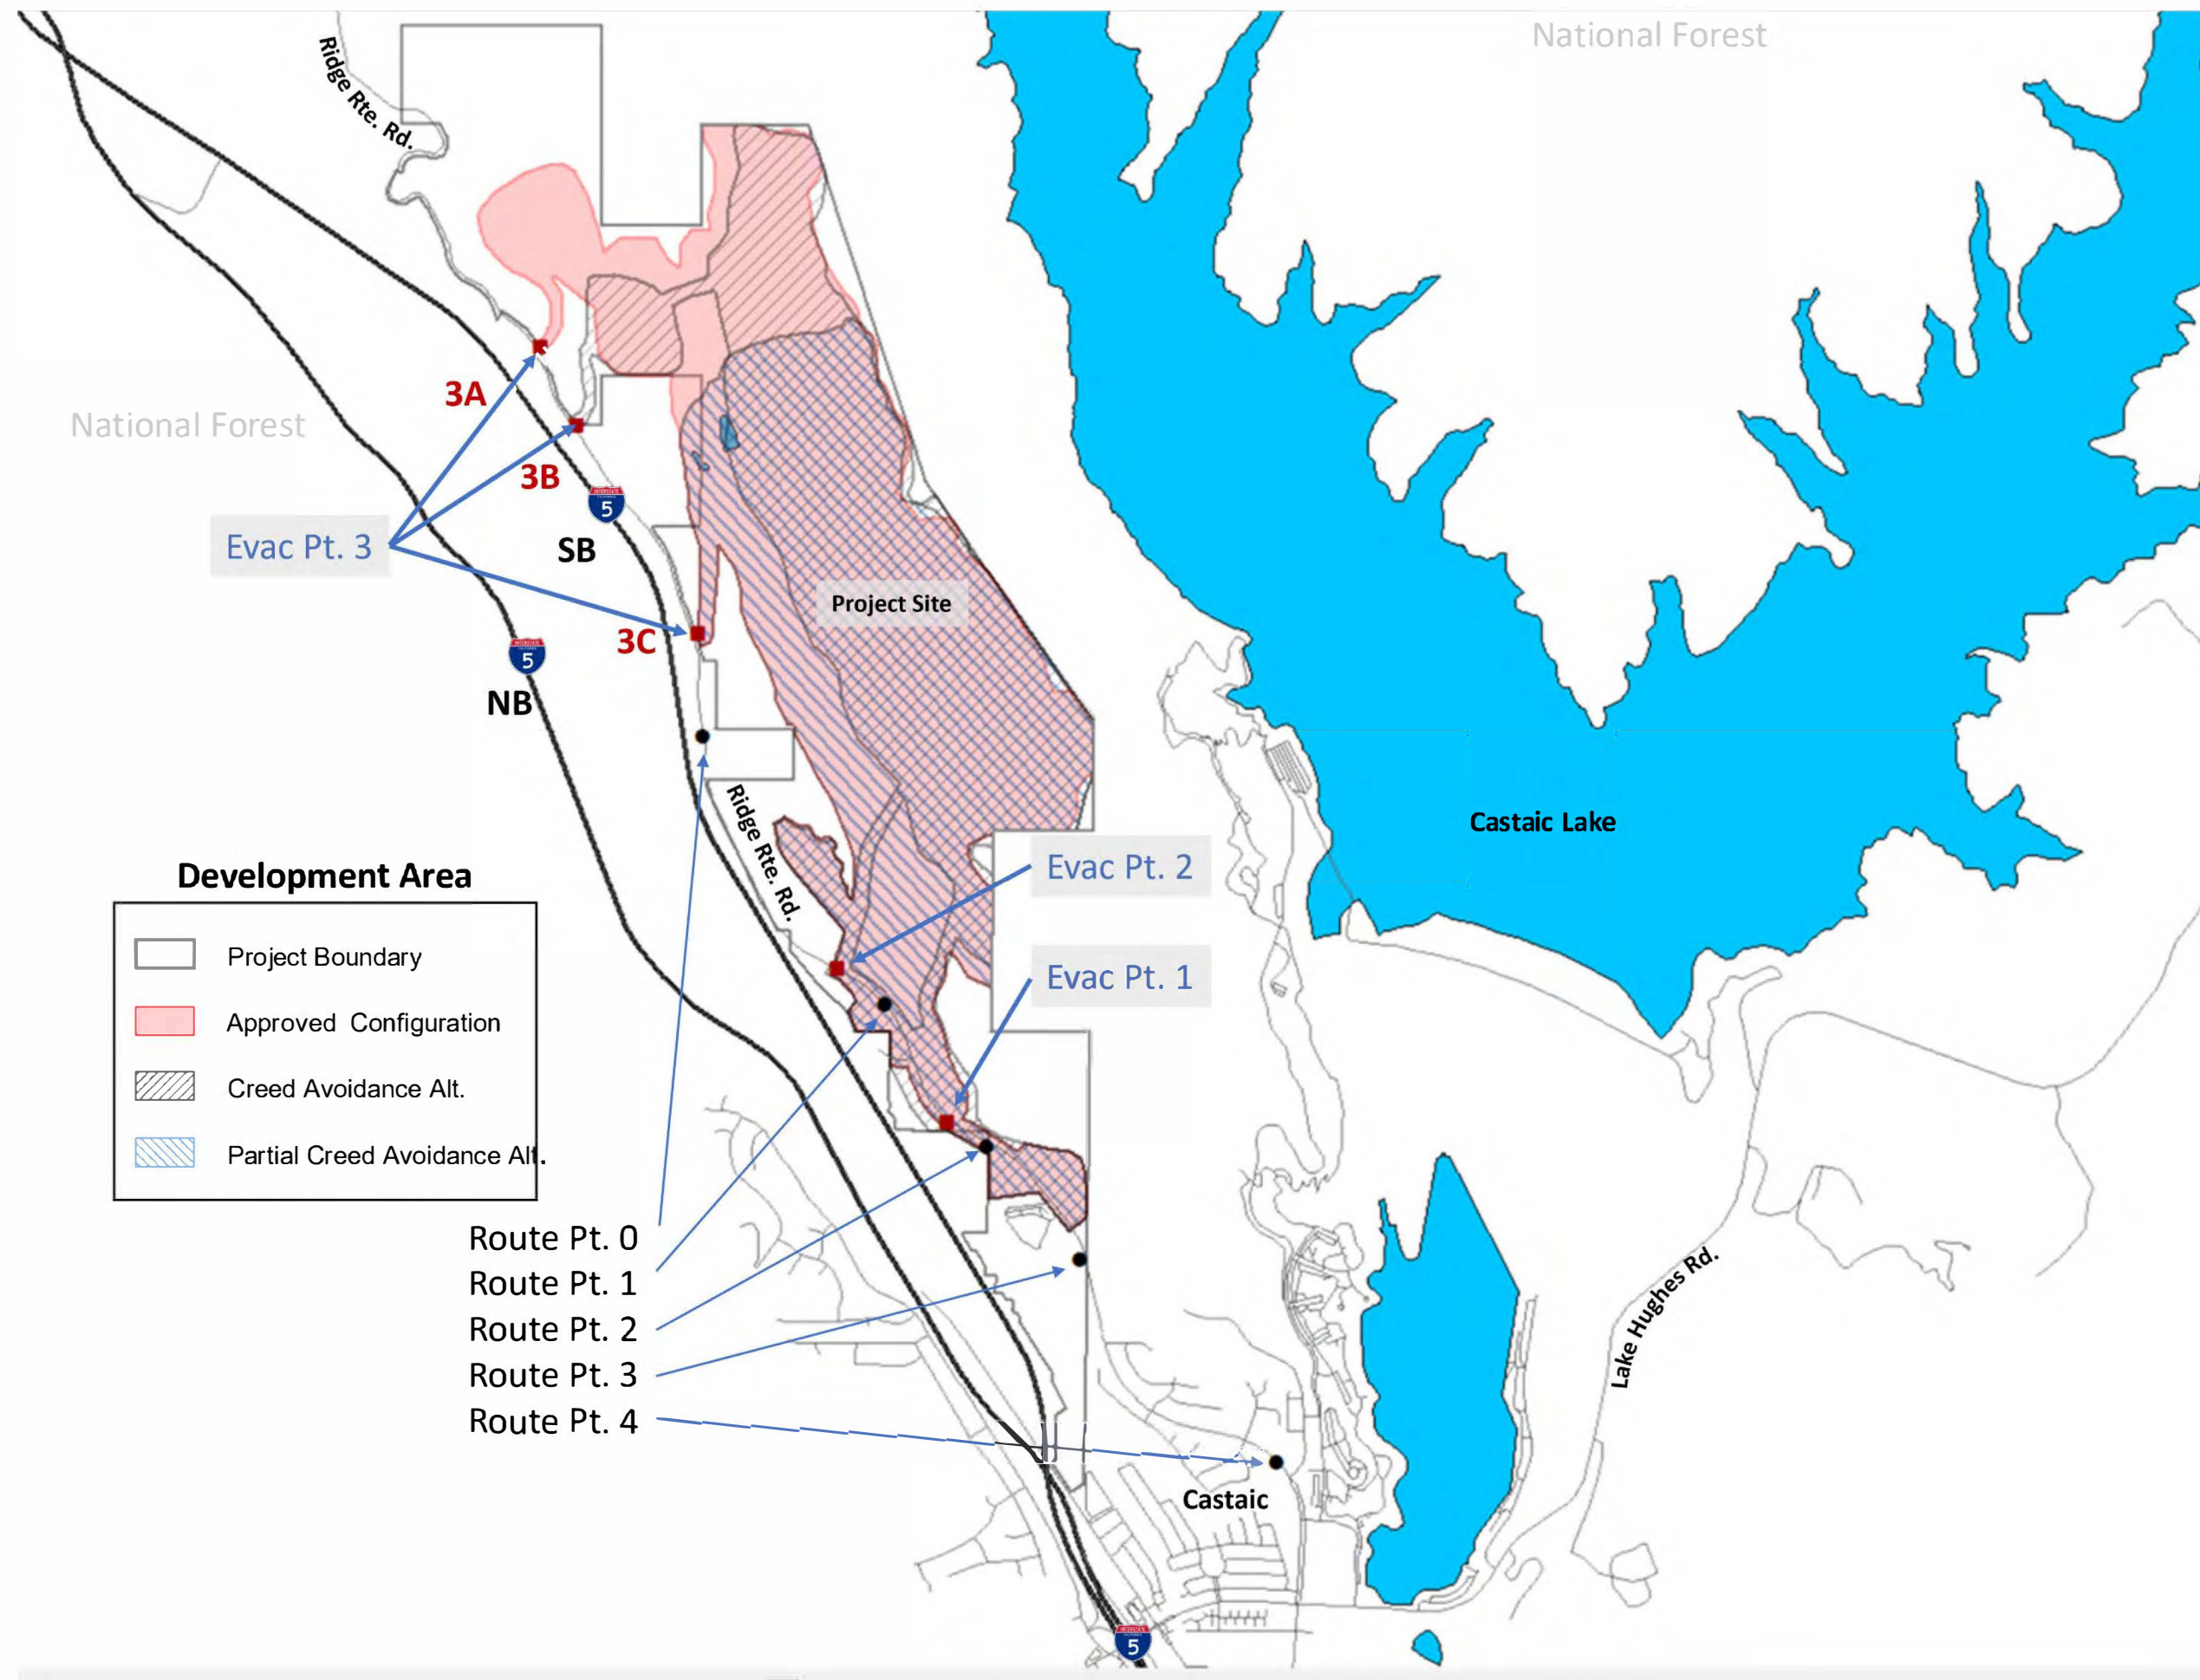 National Forest
Ridge Rte. Rd.
3A
National Forest
3B
5
SB
Evac Pt. 3
Project Site
3C
5
NB
Ridge Rte. Rd.
Castaic Lake
Evac Pt. 2
Development Area
Project Boundary
Evac Pt. 1
Approved Configuration
Creed Avoidance Alt.
Partial Creed Avoidance Alt.
Route Pt. 0
Route Pt. 1
Route Pt. 2
Route Pt. 3
Route Pt. 4
Lake Hughes Rd.
Castaic
5